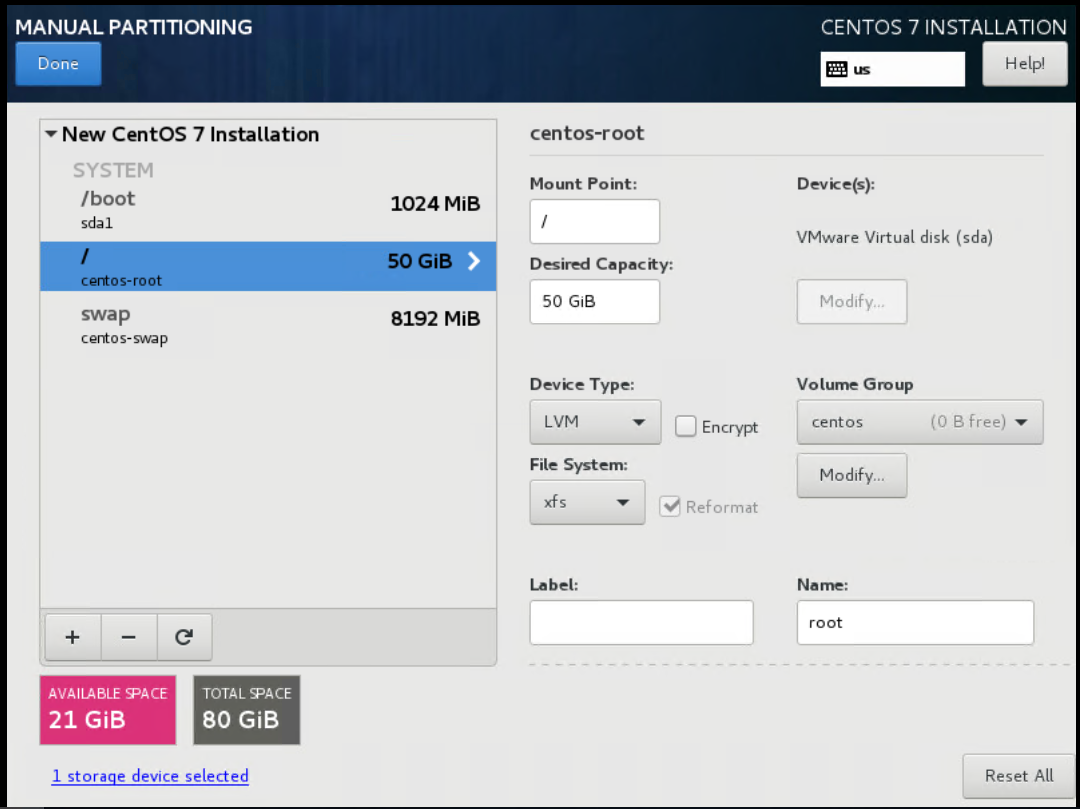 MANUAL PARTITIONING
CENTOS 7 INSTALLATION
Done
us
Help!
New CentOS 7 Installation
SYSTEM
/boot
1024 MiB
sda1
/
50 GiB
centos-root
swap
8192 MiB
centos-swap
+ −
AVAILABLE SPACE
21 GiB
TOTAL SPACE
80 GiB
1 storage device selected
centos-root
Mount Point:
/
Desired Capacity:
50 GiB
Device(s):
VMware Virtual disk (sda)
Modify...
Device Type:
LVM
Encrypt
Volume Group
centos (0 B free)
Modify...
File System:
xfs
Reformat
Label:
Name:
root
Reset All